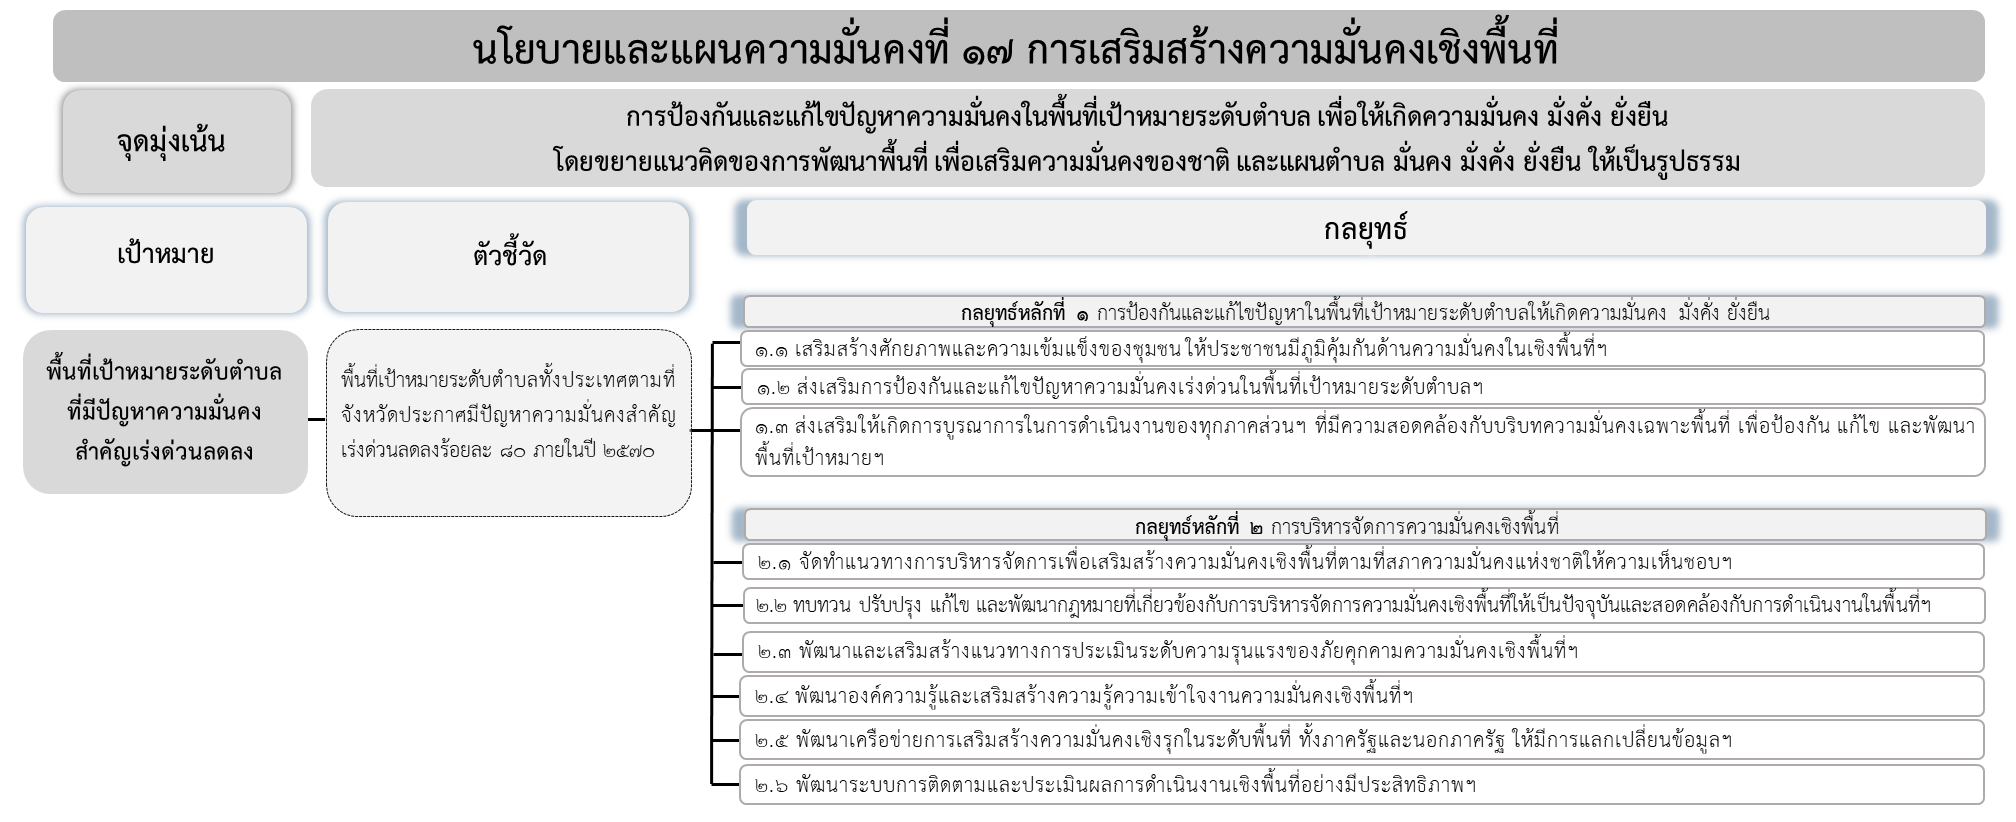 นโยบายและแผนความมั่นคงที่ ๑๗ การเสริมสร้างความมั่นคงเชิงพื้นที่
จุดมุ่งเน้น
การป้องกันและแก้ไขปัญหาความมั่นคงในพื้นที่เป้าหมายระดับตำบล เพื่อให้เกิดความมั่นคง มั่งคั่ง ยั่งยืน
โดยขยายแนวคิดของการพัฒนาพื้นที่ เพื่อเสริมความมั่นคงของชาติ และแผนตำบล มั่นคง มั่งคั่ง ยั่งยืน ให้เป็นรูปธรรม
เป้าหมาย
ตัวชี้วัด
กลยุทธ์
พื้นที่เป้าหมายระดับตำบล
ที่มีปัญหาความมั่นคง
สำคัญเร่งด่วนลดลง
พื้นที่เป้าหมายระดับตำบลทั้งประเทศตามที่
จังหวัดประกาศมีปัญหาความมั่นคงสำคัญ
เร่งด่วนลดลงร้อยละ ๘๐ ภายในปี ๒๕๗๐
กลยุทธ์หลักที่ ๑ การป้องกันและแก้ไขปัญหาในพื้นที่เป้าหมายระดับตำบลให้เกิดความมั่นคง มั่งคั่ง ยั่งยืน
๑.๑ เสริมสร้างศักยภาพและความเข้มแข็งของชุมชน ให้ประชาชนมีภูมิคุ้มกันด้านความมั่นคงในเชิงพื้นที่ฯ
๑.๒ ส่งเสริมการป้องกันและแก้ไขปัญหาความมั่นคงเร่งด่วนในพื้นที่เป้าหมายระดับตำบลฯ
๑.๓ ส่งเสริมให้เกิดการบูรณาการในการดำเนินงานของทุกภาคส่วนฯ ที่มีความสอดคล้องกับบริบทความมั่นคงเฉพาะพื้นที่ เพื่อป้องกัน แก้ไข และพัฒนา
พื้นที่เป้าหมายฯ
กลยุทธ์หลักที่ ๒ การบริหารจัดการความมั่นคงเชิงพื้นที่
๒.๑ จัดทำแนวทางการบริหารจัดการเพื่อเสริมสร้างความมั่นคงเชิงพื้นที่ตามที่สภาความมั่นคงแห่งชาติให้ความเห็นชอบฯ
๒.๒ ทบทวน ปรับปรุง แก้ไข และพัฒนากฎหมายที่เกี่ยวข้องกับการบริหารจัดการความมั่นคงเชิงพื้นที่ให้เป็นปัจจุบันและสอดคล้องกับการดำเนินงานในพื้นที่ฯ
๒.๓ พัฒนาและเสริมสร้างแนวทางการประเมินระดับความรุนแรงของภัยคุกคามความมั่นคงเชิงพื้นที่ฯ
๒.๔ พัฒนาองค์ความรู้และเสริมสร้างความรู้ความเข้าใจงานความมั่นคงเชิงพื้นที่ฯ
๒.๕ พัฒนาเครือข่ายการเสริมสร้างความมั่นคงเชิงรุกในระดับพื้นที่ ทั้งภาครัฐและนอกภาครัฐ ให้มีการแลกเปลี่ยนข้อมูลฯ
๒.๖ พัฒนาระบบการติดตามและประเมินผลการดำเนินงานเชิงพื้นที่อย่างมีประสิทธิภาพฯ